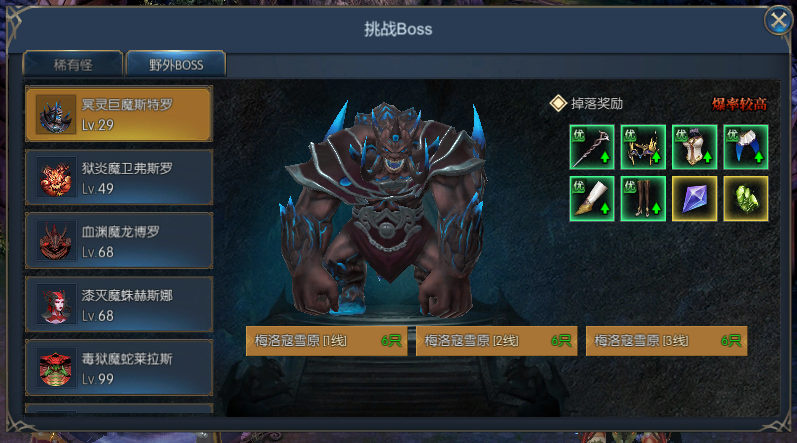 挑战Boss
稀有怪
野外BOSS
冥灵巨魔斯特罗
Lv.29
狱炎魔卫弗斯罗
Lv.49
血渊魔龙博罗
Lv.68
漆灭魔蛛赫斯娜
Lv.68
毒狱魔蛇莱拉斯
Lv.99
掉落奖励
爆率较高
优
优
优
优
优
优
梅洛寇雪原 [1线] 6只
梅洛寇雪原 [2线] 6只
梅洛寇雪原 [3线] 6只